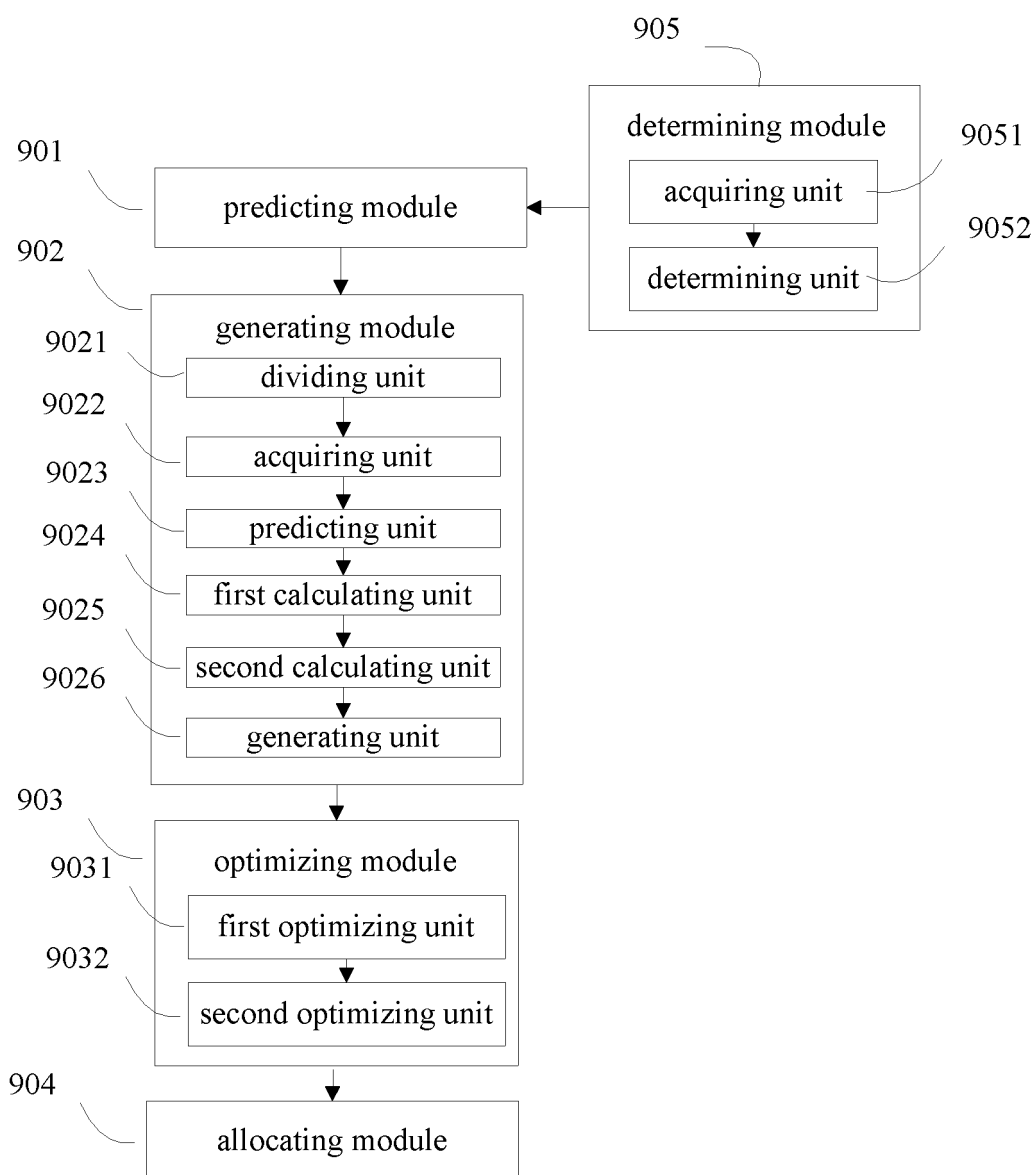 905
determining module
9051
acquiring unit
9052
determining unit
901
predicting module
902
generating module
9021
dividing unit
9022
acquiring unit
9023
predicting unit
9024
first calculating unit
9025
second calculating unit
9026
generating unit
903
optimizing module
9031
first optimizing unit
9032
second optimizing unit
904
allocating module